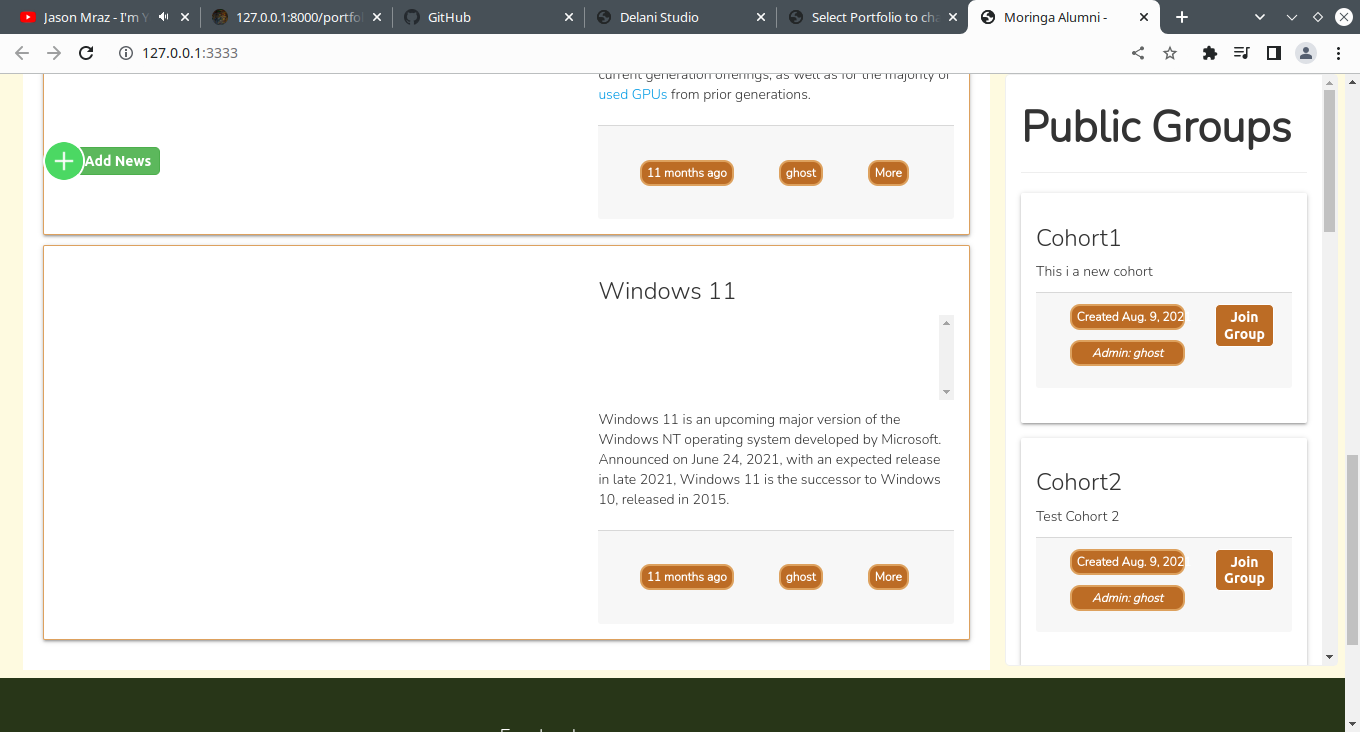 Jason Mraz - I'm Y
127.0.0.1:8000/portfo
GitHub
Delani Studio
Select Portfolio to cha
Moringa Alumni -
127.0.0.1:3333
current generation offerings, as well as for the majority of
used GPUs from prior generations.
Add News
11 months ago
ghost
More
Windows 11
Windows 11 is an upcoming major version of the
Windows NT operating system developed by Microsoft.
Announced on June 24, 2021, with an expected release
in late 2021, Windows 11 is the successor to Windows
10, released in 2015.
11 months ago
ghost
More
Public Groups
Cohort1
This i a new cohort
Created Aug. 9, 202
Join
Group
Admin: ghost
Cohort2
Test Cohort 2
Created Aug. 9, 202
Join
Group
Admin: ghost